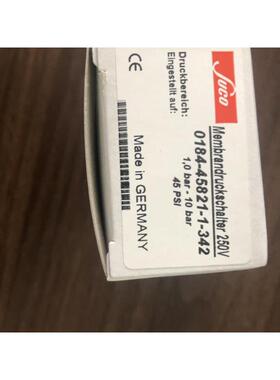 Suco
Membrandruckschalter 250V
0184-45821-1-342
Druckbereich: 1,0 bar - 10 bar
Eingestellt auf: 45 PSI
CE
Made in GERMANY